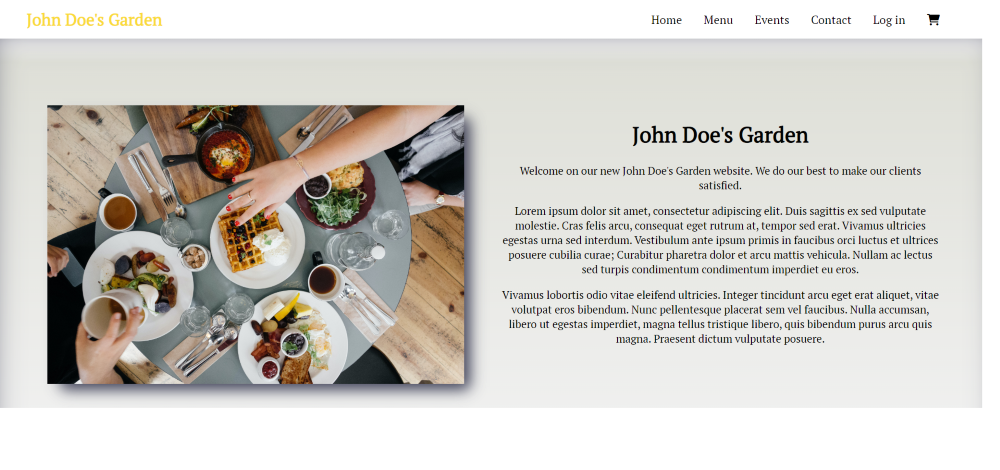 John Doe's Garden
Home Menu Events Contact Log in
John Doe's Garden
Welcome on our new John Doe's Garden website. We do our best to make our clients
satisfied.
Lorem ipsum dolor sit amet, consectetur adipiscing elit. Duis sagittis ex sed vulputate
molestie. Cras felis arcu, consequat eget rutrum at, tempor sed erat. Vivamus ultricies
egestas urna sed interdum. Vestibulum ante ipsum primis in faucibus orci luctus et ultrices
posuere cubilia curae; Curabitur pharetra dolor et arcu mattis vehicula. Nullam ac lectus
sed turpis condimentum condimentum imperdiet eu eros.
Vivamus lobortis odio vitae eleifend ultricies. Integer tincidunt arcu eget erat aliquet, vitae
volutpat eros bibendum. Nunc pellentesque placerat sem vel faucibus. Nulla accumsan,
libero ut egestas imperdiet, magna tellus tristique libero, quis bibendum purus arcu quis
magna. Praesent dictum vulputate posuere.